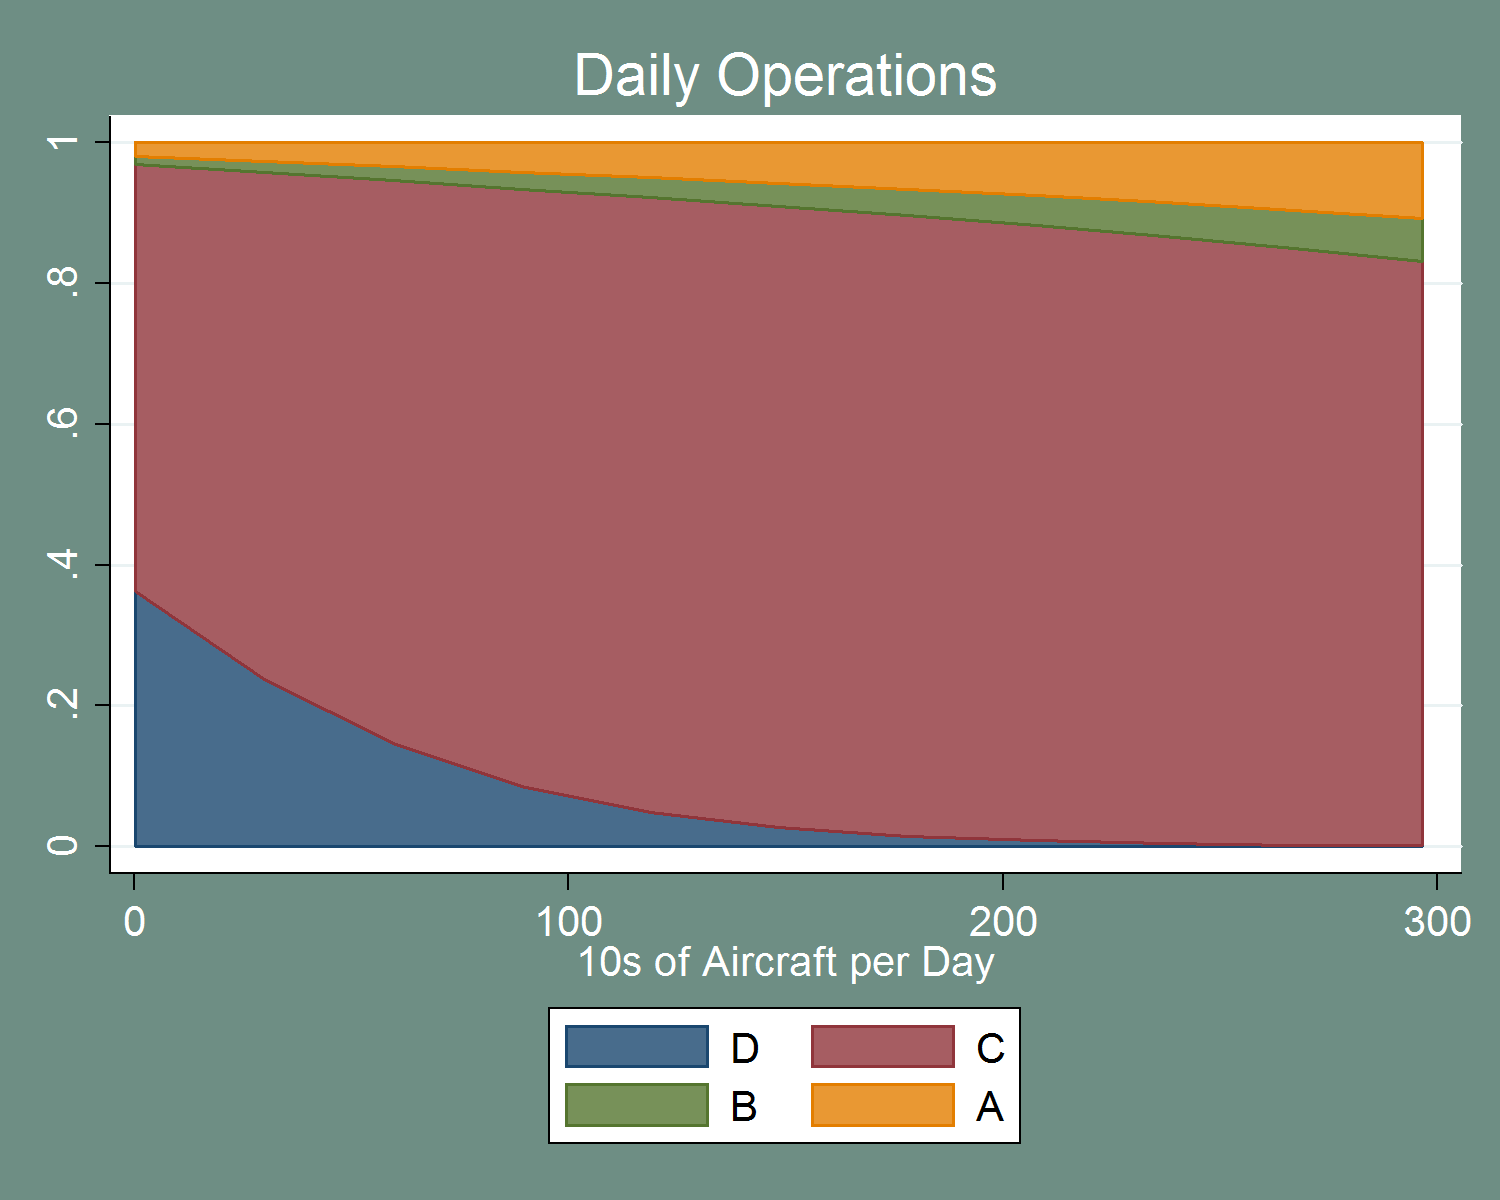 Daily Operations
1
.8
.6
.4
.2
0
0 100 200 300
10s of Aircraft per Day
D C
B A